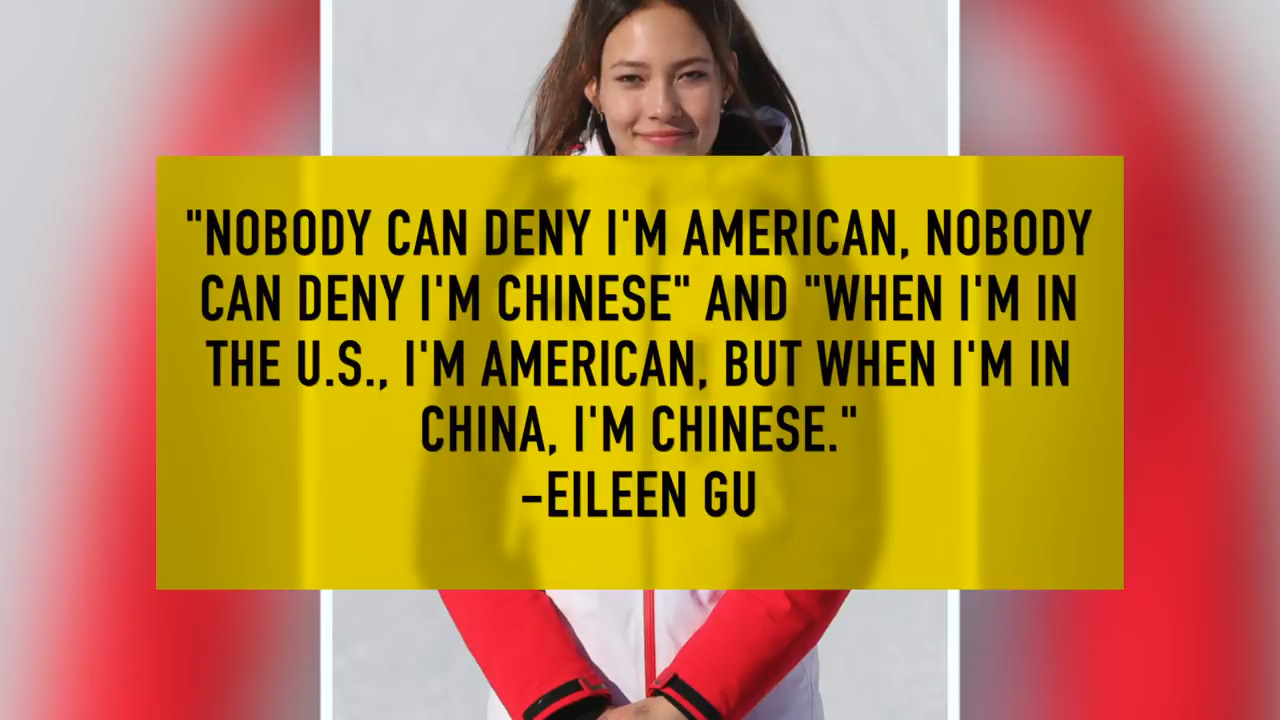 "NOBODY CAN DENY I'M AMERICAN, NOBODY
CAN DENY I'M CHINESE" AND "WHEN I'M IN
THE U.S., I'M AMERICAN, BUT WHEN I'M IN
CHINA, I'M CHINESE."
-EILEEN GU